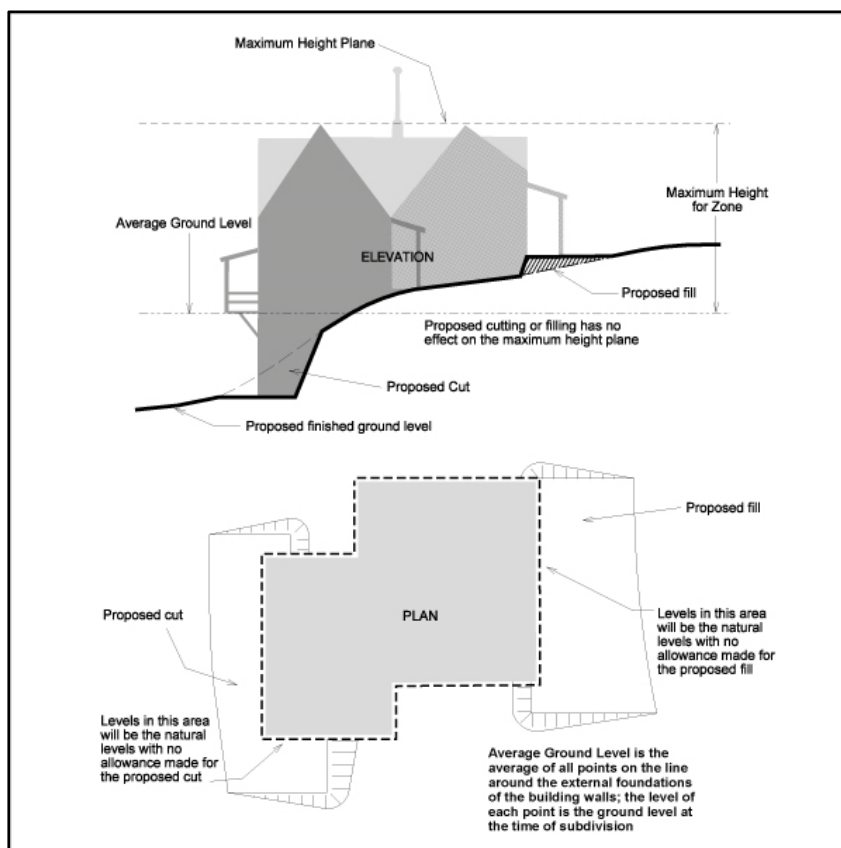 Maximum Height Plane
Maximum Height
for Zone
Average Ground Level
ELEVATION
Proposed fill
Proposed cutting or filling has no
effect on the maximum height plane
Proposed Cut
Proposed finished ground level
Proposed fill
Proposed cut
PLAN
Levels in this area
will be the natural
levels with no
allowance made for
the proposed fill
Levels in this area
will be the natural
levels with no
allowance made for
the proposed cut
Average Ground Level is the
average of all points on the line
around the external foundations
of the building walls; the level of
each point is the ground level at
the time of subdivision